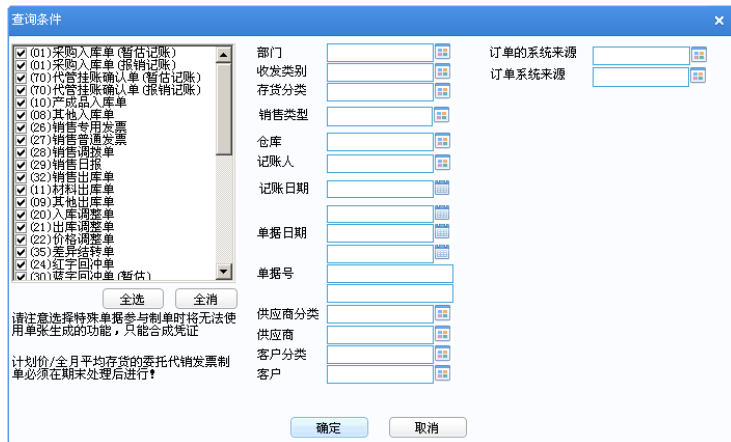 查询条件
(01)采购入库单(暂估记账)
(01)采购入库单(报销记账)
(70)代管挂账确认单(暂估记账)
(70)代管挂账确认单(报销记账)
(10)产成品入库单
(08)其他入库单
(26)销售专用发票
(27)销售普通发票
(28)销售调拨单
(29)销售日报
(32)销售出库单
(11)材料出库单
(09)其他出库单
(20)入库调整单
(21)出库调整单
(22)价格调整单
(35)差异结转单
(24)红字回冲单
(30)蓝字回冲单(暂估)
全选
全消
请注意选择特殊单据参与制单时将无法使
用单张生成的功能，只能合成凭证
计划价/全月平均存货的委托代销发票制
单必须在期末处理后进行!
部门
收发类别
存货分类
销售类型
仓库
记账人
记账日期
单据日期
单据号
供应商分类
供应商
客户分类
客户
订单的系统来源
订单系统来源
确定
取消